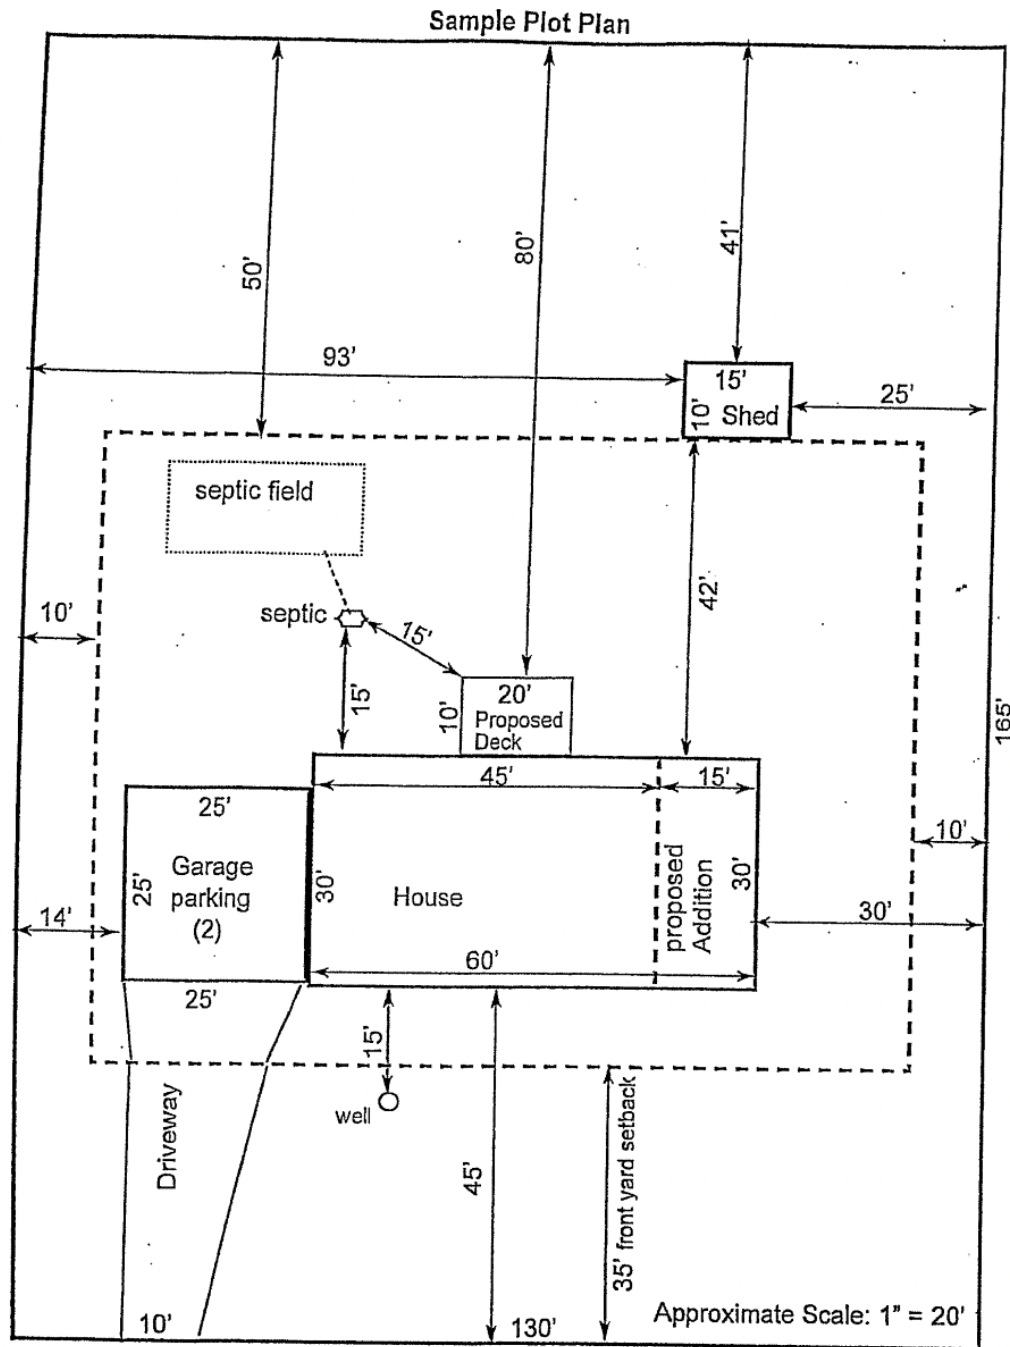 Sample Plot Plan
50'
80'
41'
93'
15'
10'
Shed
25'
septic field
10'
septic
15'
42'
15'
20'
10'
Proposed
Deck
165'
45'
15'
25'
25'
Garage
parking
(2)
30'
House
proposed
Addition
30'
10'
14'
30'
60'
25'
15'
well
Driveway
45'
35' front yard setback
Approximate Scale: 1" = 20'
10'
130'